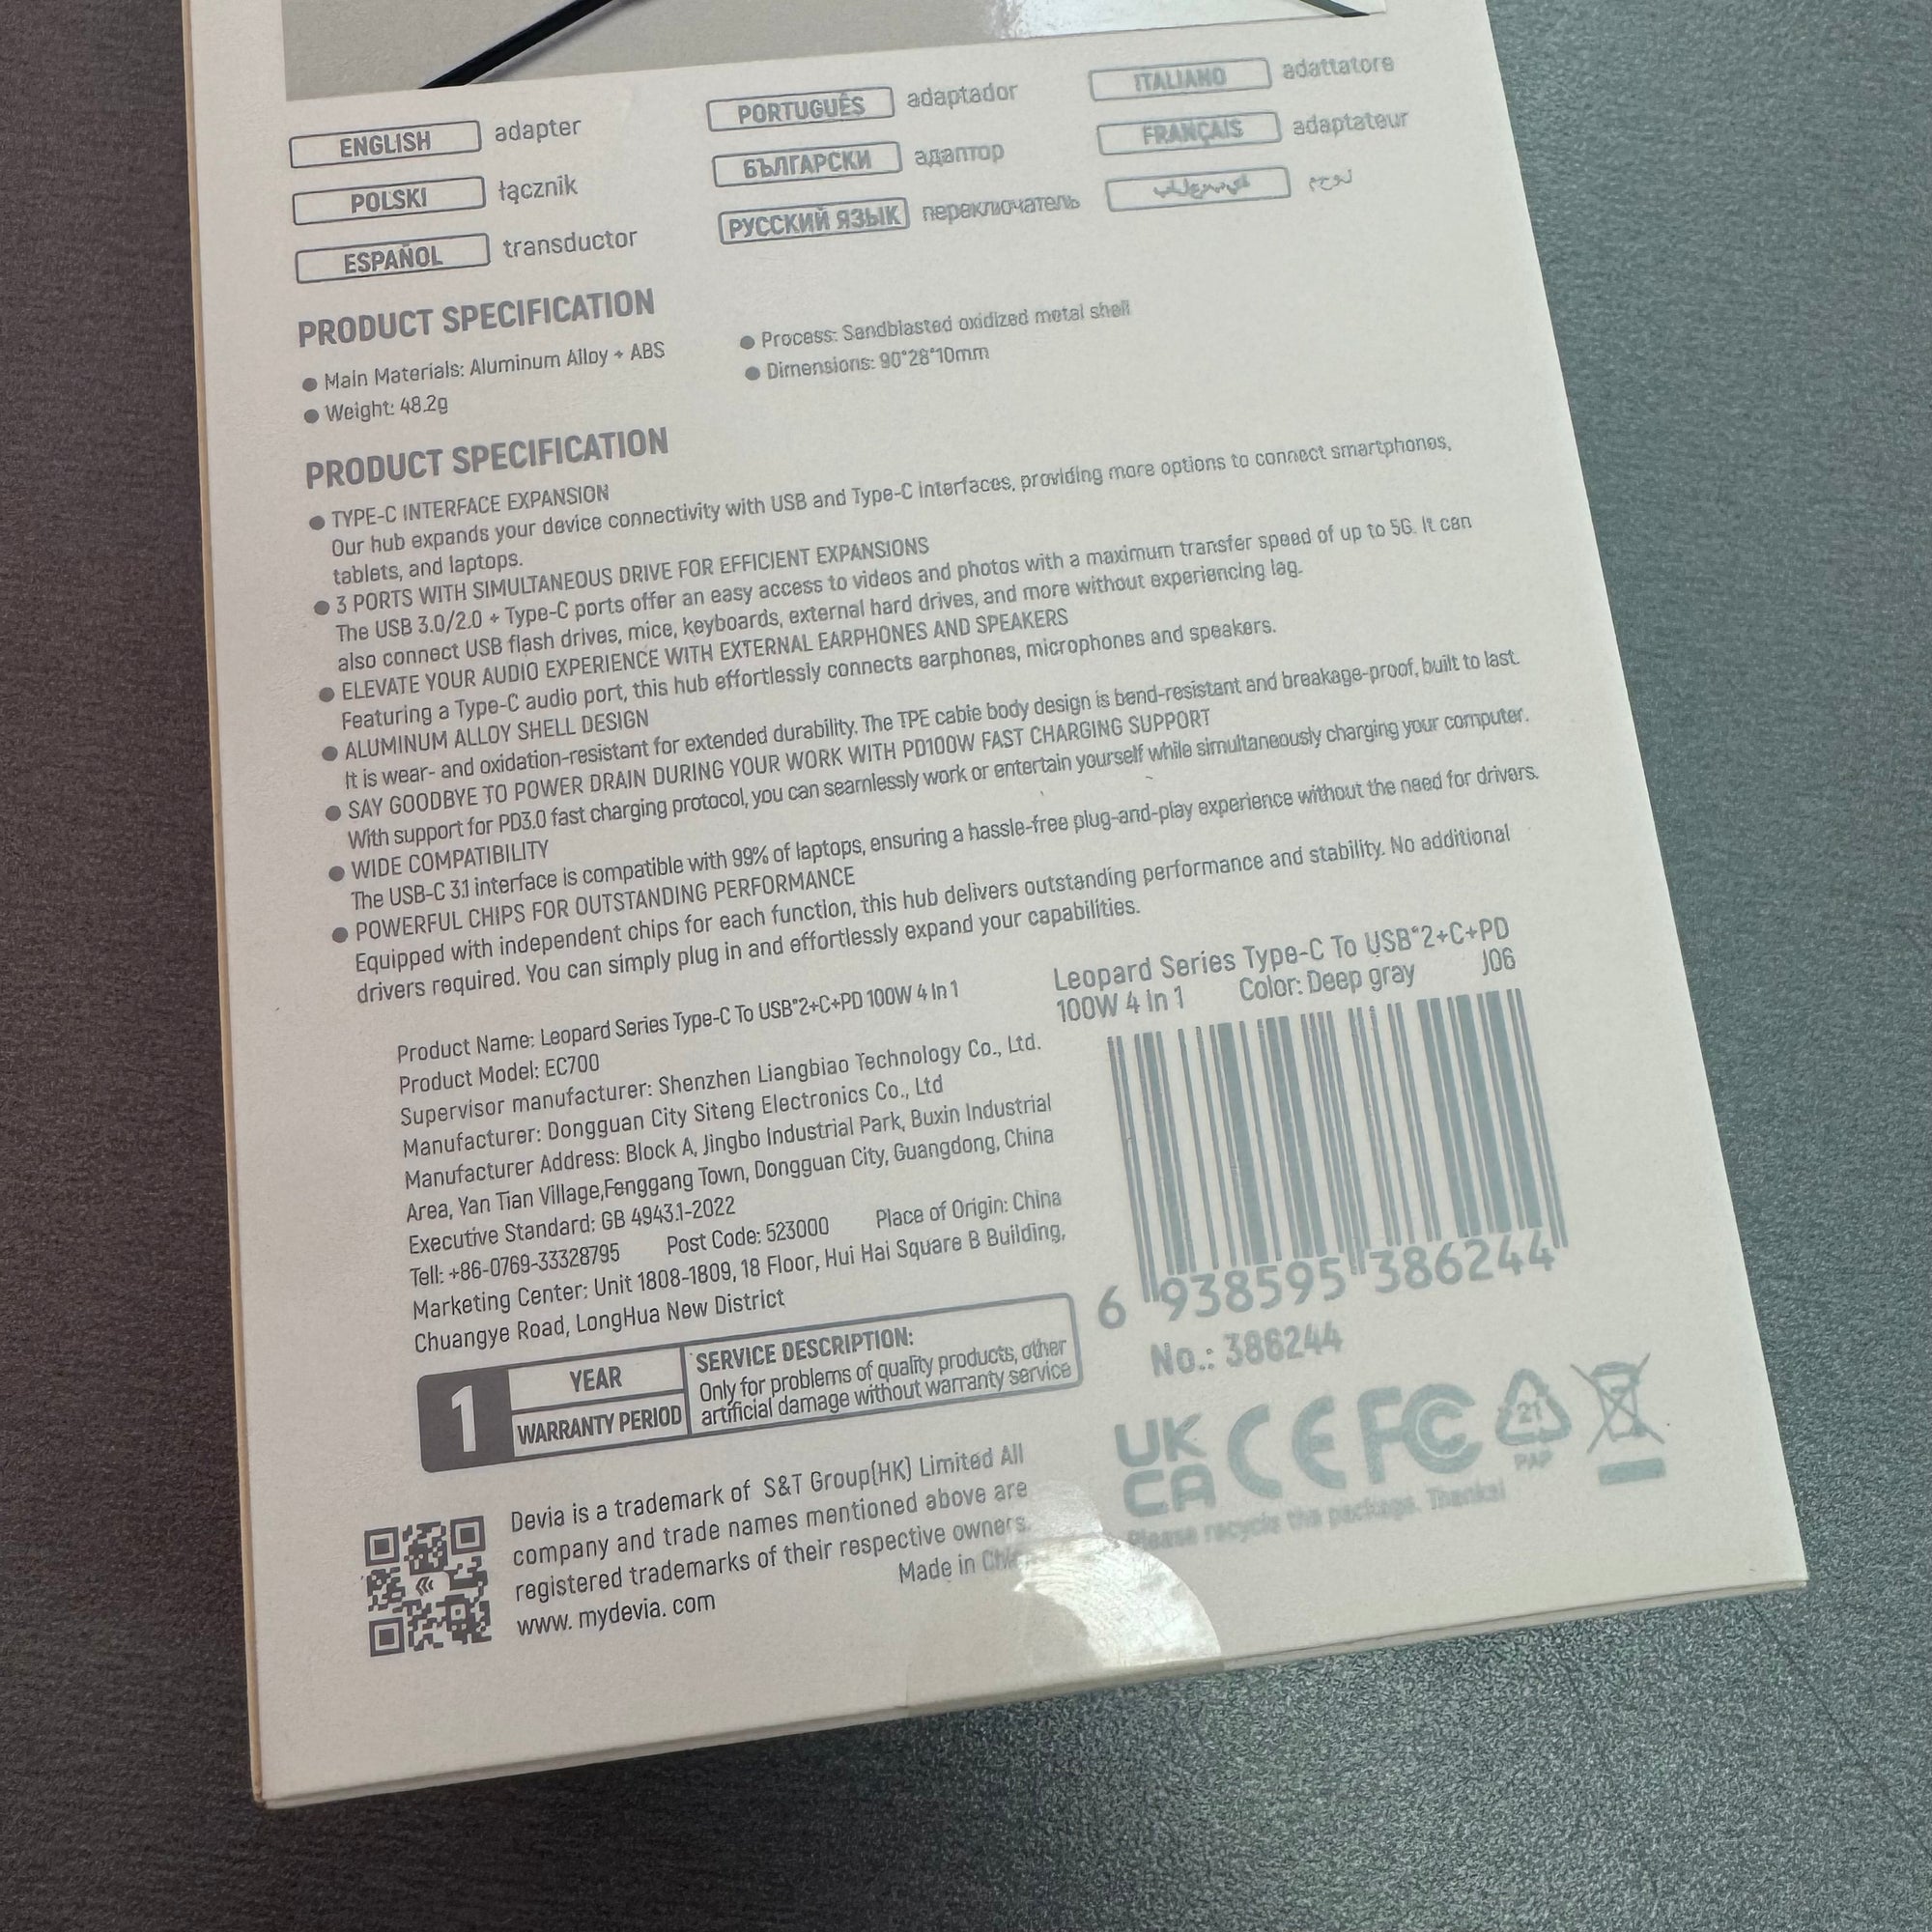 ENGLISH adapter
PORTUGUÊS adaptador
ITALIANO adattatore
POLSKI łącznik
БЪЛГАРСКИ адаптор
FRANÇAIS adaptateur
ESPAÑOL transductor
РУССКИЙ ЯЗЫК переключатель
PRODUCT SPECIFICATION
● Main Materials: Aluminum Alloy + ABS
● Process: Sandblasted oxidized metal shell
● Weight: 48.2g
● Dimensions: 90*28*10mm
PRODUCT SPECIFICATION
● TYPE-C INTERFACE EXPANSION
Our hub expands your device connectivity with USB and Type-C interfaces, providing more options to connect smartphones,
tablets, and laptops.
● 3 PORTS WITH SIMULTANEOUS DRIVE FOR EFFICIENT EXPANSIONS
The USB 3.0/2.0 + Type-C ports offer an easy access to videos and photos with a maximum transfer speed of up to 5G. It can
also connect USB flash drives, mice, keyboards, external hard drives, and more without experiencing lag.
● ELEVATE YOUR AUDIO EXPERIENCE WITH EXTERNAL EARPHONES AND SPEAKERS
Featuring a Type-C audio port, this hub effortlessly connects earphones, microphones and speakers.
● ALUMINUM ALLOY SHELL DESIGN
It is wear- and oxidation-resistant for extended durability. The TPE cable body design is bend-resistant and breakage-proof, built to last.
● SAY GOODBYE TO POWER DRAIN DURING YOUR WORK WITH PD100W FAST CHARGING SUPPORT
With support for PD3.0 fast charging protocol, you can seamlessly work or entertain yourself while simultaneously charging your computer.
● WIDE COMPATIBILITY
The USB-C 3.1 interface is compatible with 99% of laptops, ensuring a hassle-free plug-and-play experience without the need for drivers.
● POWERFUL CHIPS FOR OUTSTANDING PERFORMANCE
Equipped with independent chips for each function, this hub delivers outstanding performance and stability. No additional
drivers required. You can simply plug in and effortlessly expand your capabilities.
Product Name: Leopard Series Type-C To USB*2+C+PD 100W 4 In 1
Product Model: EC700
Supervisor manufacturer: Shenzhen Liangbiao Technology Co., Ltd.
Manufacturer: Dongguan City Siteng Electronics Co., Ltd
Manufacturer Address: Block A, Jingbo Industrial Park, Buxin Industrial
Area, Yan Tian Village,Fenggang Town, Dongguan City, Guangdong, China
Executive Standard: GB 4943.1-2022
Tell: +86-0769-33328795 Post Code: 523000 Place of Origin: China
Marketing Center: Unit 1808-1809, 18 Floor, Hui Hai Square B Building,
Chuangye Road, LongHua New District
1 YEAR
WARRANTY PERIOD
SERVICE DESCRIPTION:
Only for problems of quality products, other
artificial damage without warranty service
Devia is a trademark of S&T Group(HK) Limited All
company and trade names mentioned above are
registered trademarks of their respective owners.
Made in
www. mydevia. com
Leopard Series Type-C To USB*2+C+PD
100W 4 In 1 Color: Deep gray J06
6 938595 386244
No.: 386244
UK CA CE FC 21
PAP
Please recycle the package. Thanks!